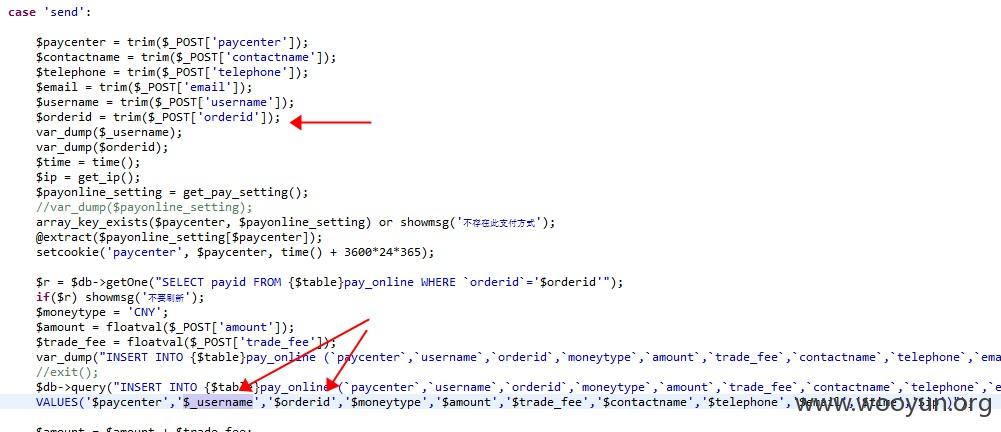 case 'send':
$paycenter = trim($_POST['paycenter']);
$contactname = trim($_POST['contactname']);
$telephone = trim($_POST['telephone']);
$email = trim($_POST['email']);
$username = trim($_POST['username']);
$orderid = trim($_POST['orderid']);
var_dump($_username);
var_dump($orderid);
$time = time();
$ip = get_ip();
$payonline_setting = get_pay_setting();
//var_dump($payonline_setting);
array_key_exists($paycenter, $payonline_setting) or showmsg('不存在此支付方式');
@extract($payonline_setting[$paycenter]);
setcookie('paycenter', $paycenter, time() + 3600*24*365);
$r = $db->getOne("SELECT payid FROM {$table}pay_online WHERE `orderid`='$orderid'");
if($r) showmsg('不要刷新');
$moneytype = 'CNY';
$amount = floatval($_POST['amount']);
$trade_fee = floatval($_POST['trade_fee']);
var_dump("INSERT INTO {$table}pay_online (`paycenter`,`username`,`orderid`,`moneytype`,`amount`,`trade_fee`,`contactname`,`telephone`,`ema
//exit();
$db->query("INSERT INTO {$table}pay_online (`paycenter`,`username`,`orderid`,`moneytype`,`amount`,`trade_fee`,`contactname`,`telephone`,`ema
VALUES('$paycenter','$_username','$orderid','$moneytype','$amount','$trade_fee','$contactname','$telephone',
www.wooyun.org
$amount = $amount + $trade_fee;